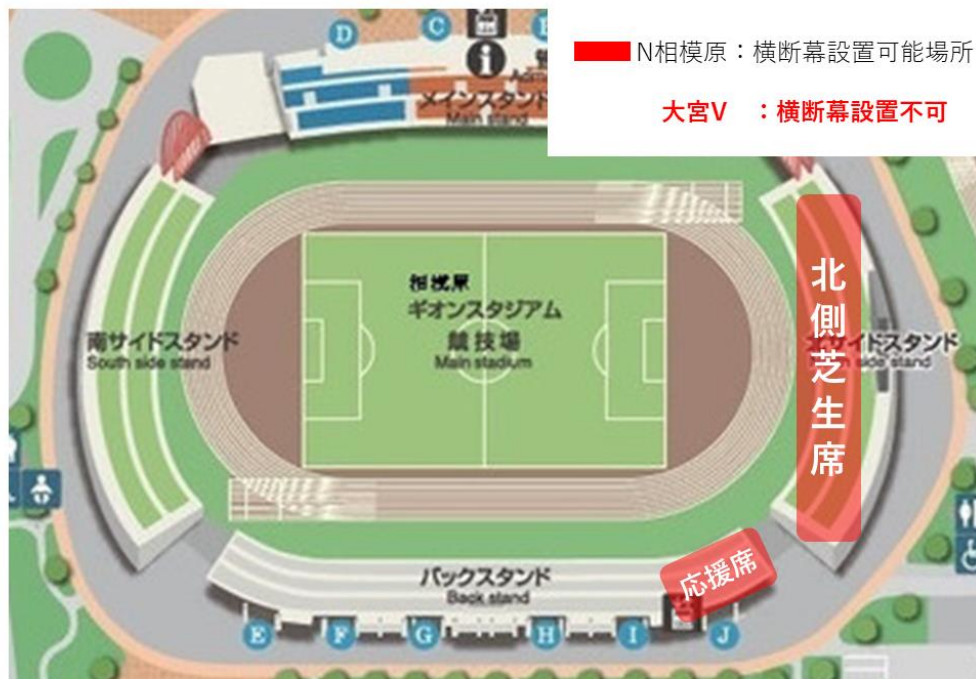 N相模原：横断幕設置可能場所
大宮V　：横断幕設置不可
D
C
メインスタンド
Main stand
相模原
ギオンスタジアム
競技場
Main stadium
南サイドスタンド
South side stand
北側芝生席
サイドスタンド
side stand
応援席
バックスタンド
Back stand
E
F
G
H
I
J